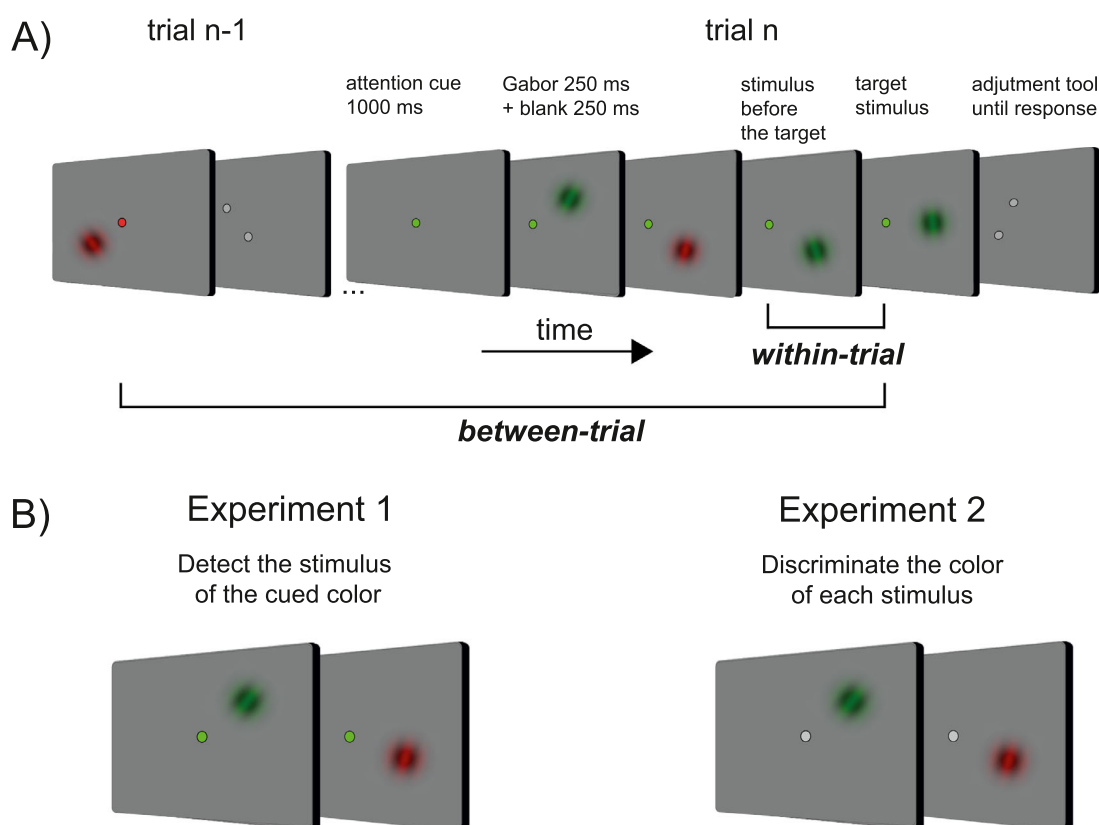 A)
trial n-1
trial n
attention cue
1000 ms
Gabor 250 ms
+ blank 250 ms
stimulus
before
the target
target
stimulus
adjutment tool
until response
...
time
within-trial
between-trial
B)
Experiment 1
Detect the stimulus
of the cued color
Experiment 2
Discriminate the color
of each stimulus